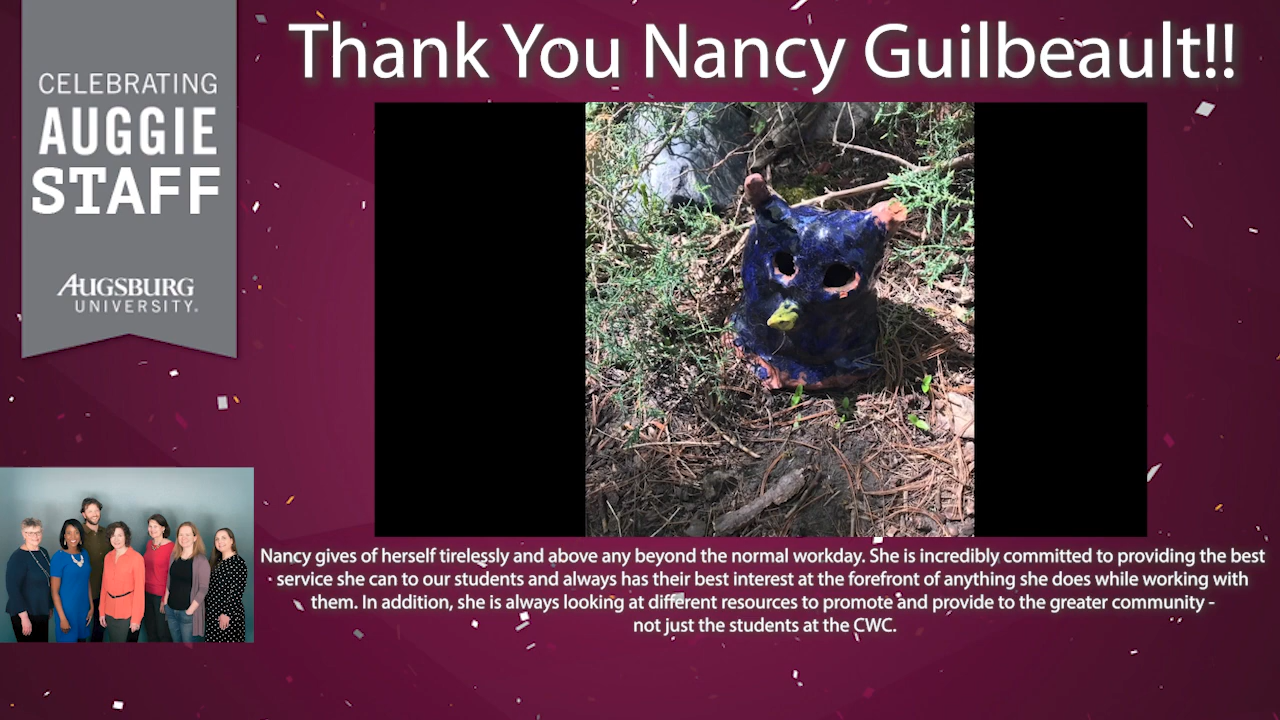 Thank You Nancy Guilbeault!!
CELEBRATING
AUGGIE
STAFF
AUGSBURG
UNIVERSITY.
Nancy gives of herself tirelessly and above any beyond the normal workday. She is incredibly committed to providing the best
service she can to our students and always has their best interest at the forefront of anything she does while working with
them. In addition, she is always looking at different resources to promote and provide to the greater community -
not just the students at the CWC.